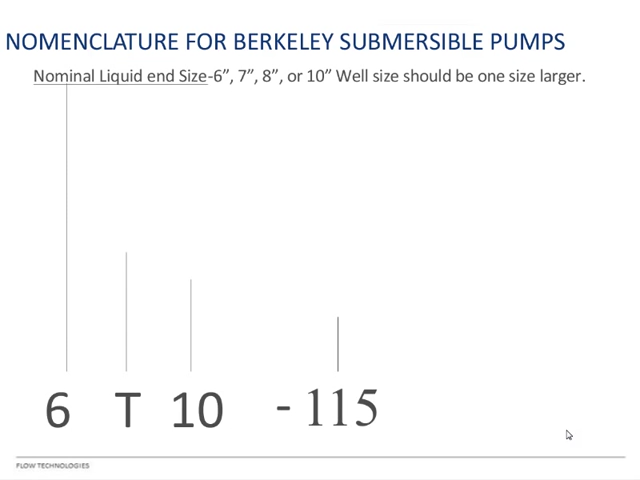 NOMENCLATURE FOR BERKELEY SUBMERSIBLE PUMPS
Nominal Liquid end Size-6”, 7”, 8”, or 10” Well size should be one size larger.
6 T 10 - 115
FLOW TECHNOLOGIES